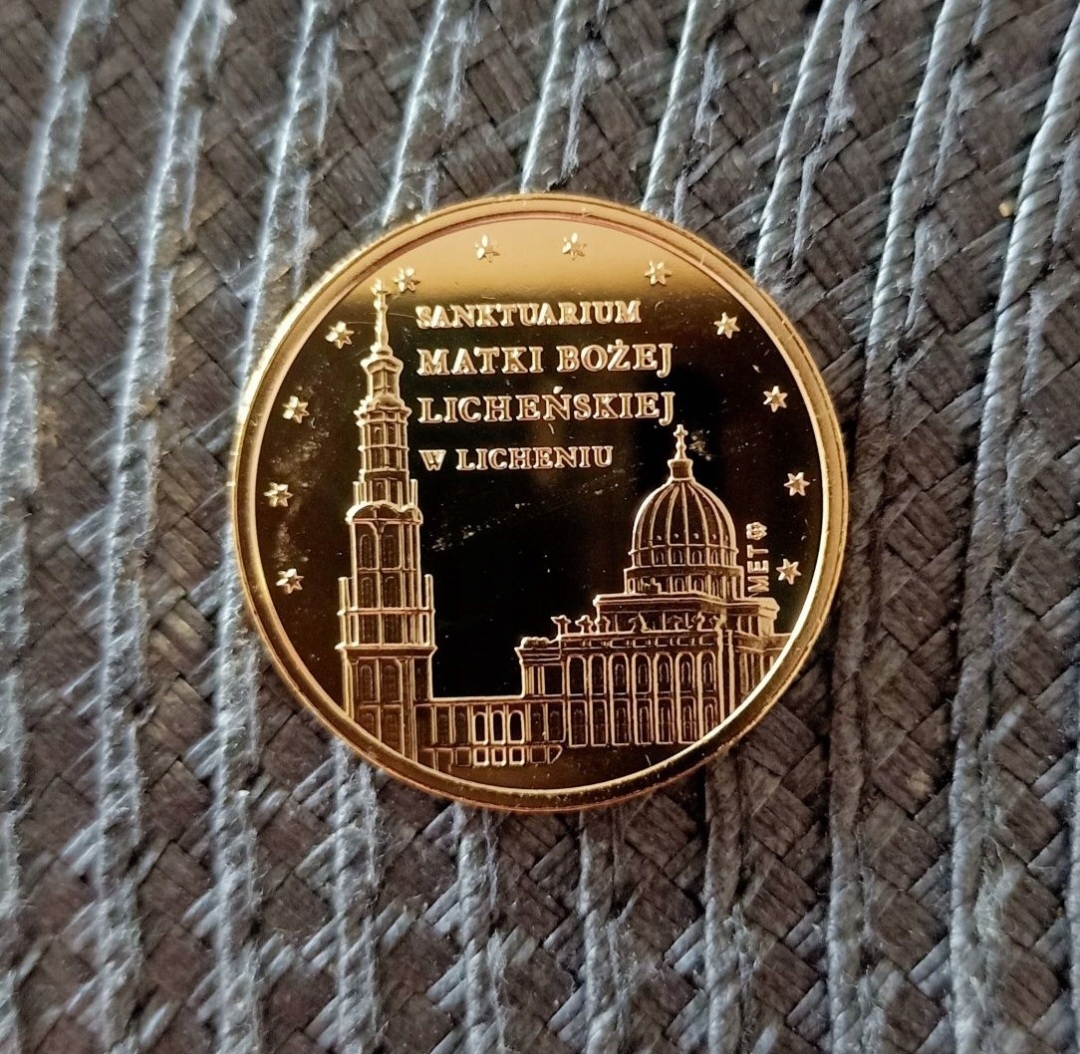 SANKTUARIUM
MATKI BOŻEJ
LICHEŃSKIEJ
W LICHENIU
MET